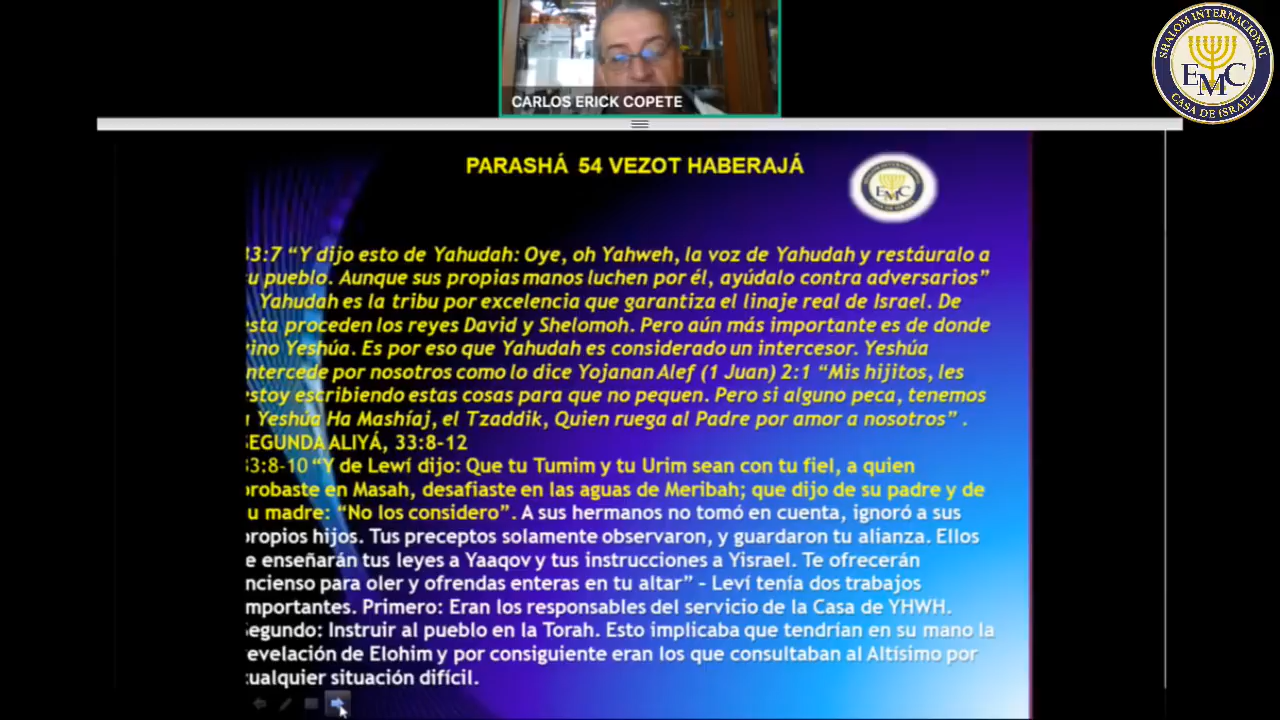 CARLOS ERICK COPETE
SHALOM INTERNACIONAL
EMC
CASA DE ISRAEL
PARASHÁ 54 VEZOT HABERAJÁ
EMC
33:7 “Y dijo esto de Yahudah: Oye, oh Yahweh, la voz de Yahudah y restáuralo a
u pueblo. Aunque sus propias manos luchen por él, ayúdalo contra adversarios”
Yahudah es la tribu por excelencia que garantiza el linaje real de Israel. De
sta proceden los reyes David y Shelomoh. Pero aún más importante es de donde
vino Yeshúa. Es por eso que Yahudah es considerado un intercesor. Yeshúa
ntercede por nosotros como lo dice Yojanan Alef (1 Juan) 2:1 “Mis hijitos, les
stoy escribiendo estas cosas para que no pequen. Pero si alguno peca, tenemos
a Yeshúa Ha Mashíaj, el Tzaddik, Quien ruega al Padre por amor a nosotros” .
SEGUNDA ALIYÁ, 33:8-12
33:8-10 “Y de Lewí dijo: Que tu Tumim y tu Urim sean con tu fiel, a quien
probaste en Masah, desafiaste en las aguas de Meribah; que dijo de su padre y de
u madre: “No los considero”. A sus hermanos no tomó en cuenta, ignoró a sus
propios hijos. Tus preceptos solamente observaron, y guardaron tu alianza. Ellos
e enseñarán tus leyes a Yaaqov y tus instrucciones a Yisrael. Te ofrecerán
ncienso para oler y ofrendas enteras en tu altar” – Leví tenía dos trabajos
mportantes. Primero: Eran los responsables del servicio de la Casa de YHWH.
Segundo: Instruir al pueblo en la Torah. Esto implicaba que tendrían en su mano la
revelación de Elohim y por consiguiente eran los que consultaban al Altísimo por
cualquier situación difícil.